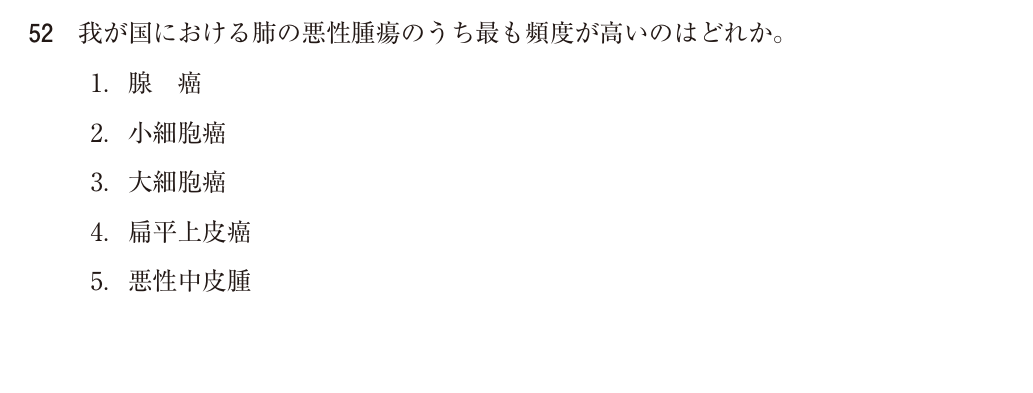 52 我が国における肺の悪性腫瘍のうち最も頻度が高いのはどれか。
1. 腺　癌
2. 小細胞癌
3. 大細胞癌
4. 扁平上皮癌
5. 悪性中皮腫